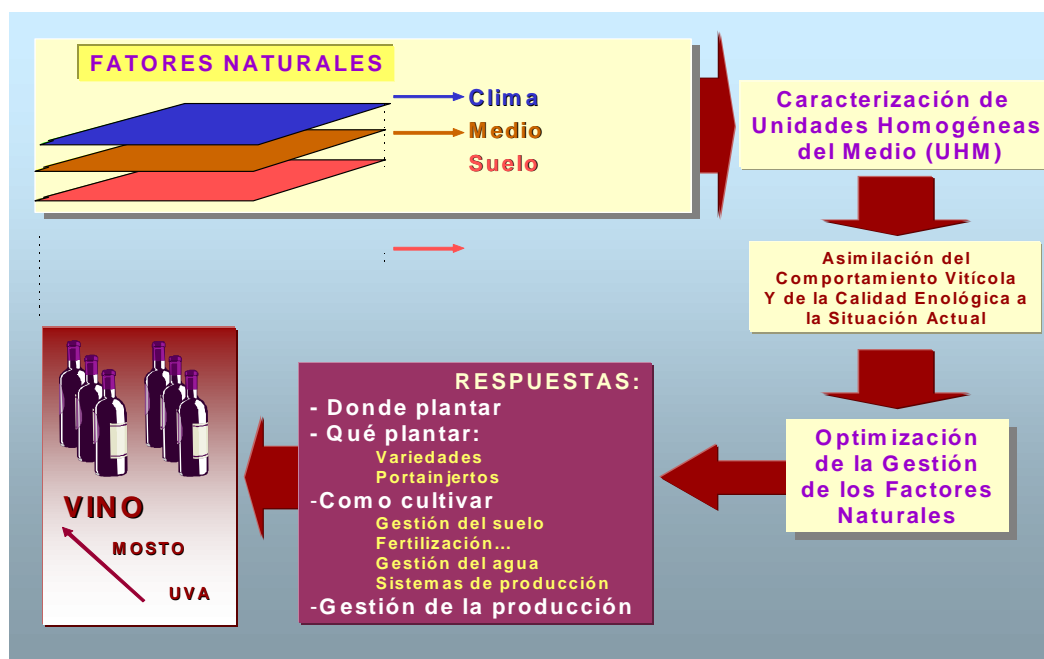 FATORES NATURALES
Clima
Medio
Suelo
Caracterización de
Unidades Homogéneas
del Medio (UHM)
Asimilación del
Comportamiento Vitícola
Y de la Calidad Enológica a
la Situación Actual
Optimización
de la Gestión
de los Factores
Naturales
RESPUESTAS:
- Donde plantar
- Qué plantar:
Variedades
Portainjertos
-Como cultivar
Gestión del suelo
Fertilización...
Gestión del agua
Sistemas de producción
-Gestión de la producción
VINO
MOSTO
UVA